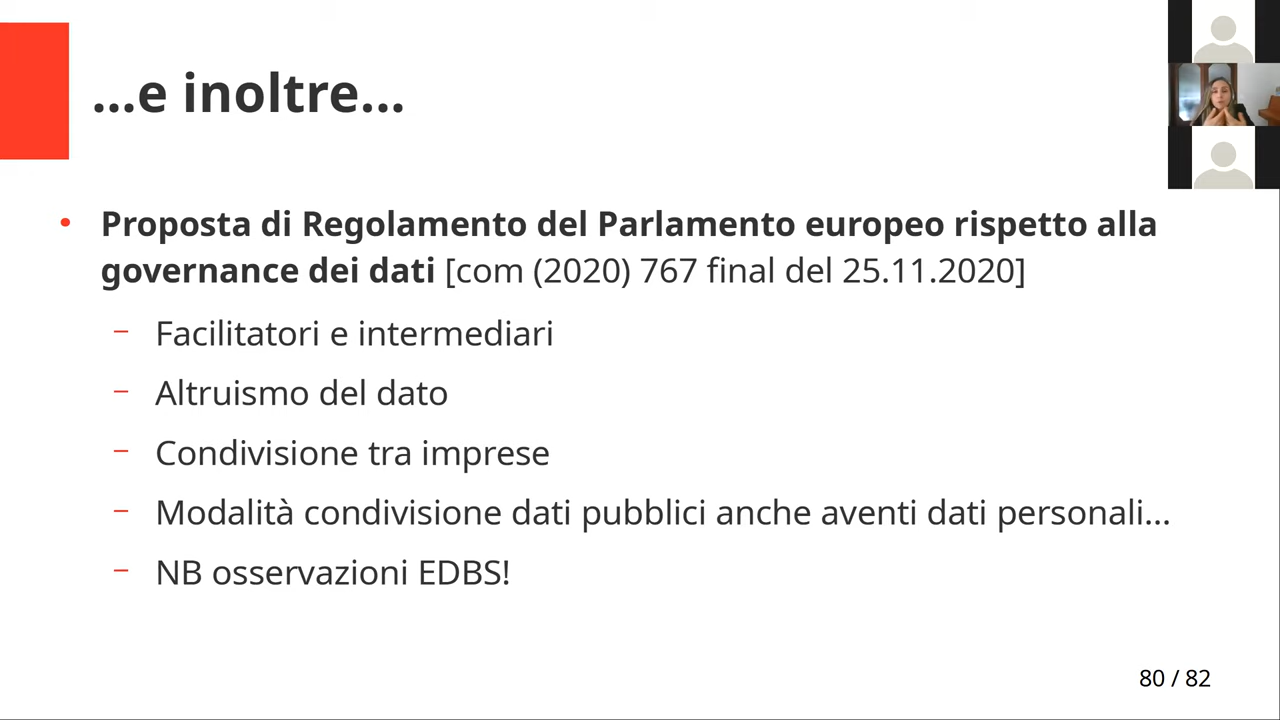 ...e inoltre...
• Proposta di Regolamento del Parlamento europeo rispetto alla
governance dei dati [com (2020) 767 final del 25.11.2020]
– Facilitatori e intermediari
– Altruismo del dato
– Condivisione tra imprese
– Modalità condivisione dati pubblici anche aventi dati personali...
– NB osservazioni EDBS!
80 / 82